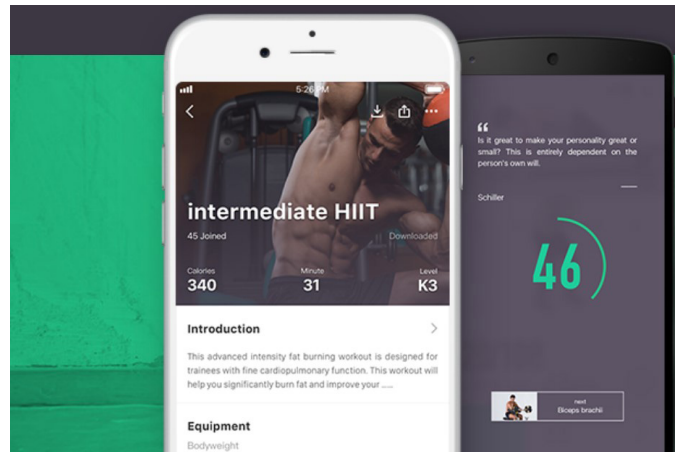 5:26 PM
intermediate HIIT
45 Joined
Downloaded
Calories
Minute
Level
340
31
K3
Introduction
This advanced intensity fat burning workout is designed for
trainees with fine cardiopulmonary function. This workout will
help you significantly burn fat and improve your ......
Equipment
Bodyweight
“
Is it great to make your personality great or
small? This is entirely dependent on the
person's own will.
Schiller
46
next
Biceps brachii